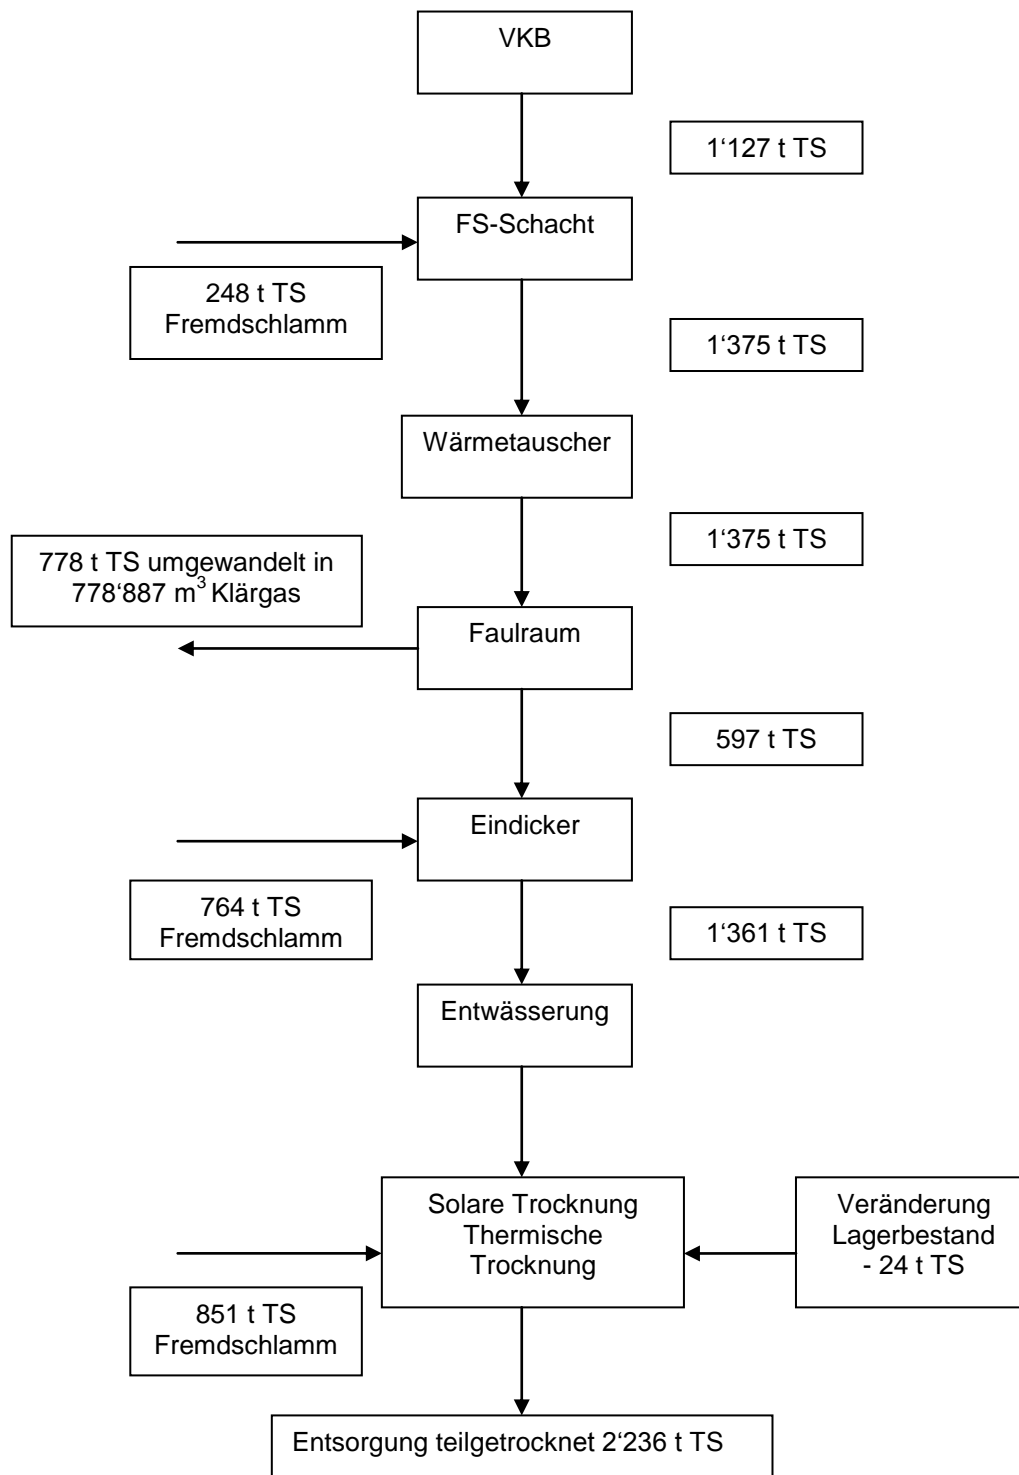 VKB
1‘127 t TS
FS-Schacht
248 t TS
Fremdschlamm
1‘375 t TS
Wärmetauscher
1‘375 t TS
778 t TS umgewandelt in
778‘887 m³ Klärgas
Faulraum
597 t TS
Eindicker
764 t TS
Fremdschlamm
1‘361 t TS
Entwässerung
Solare Trocknung
Thermische
Trocknung
Veränderung
Lagerbestand
- 24 t TS
851 t TS
Fremdschlamm
Entsorgung teilgetrocknet 2‘236 t TS